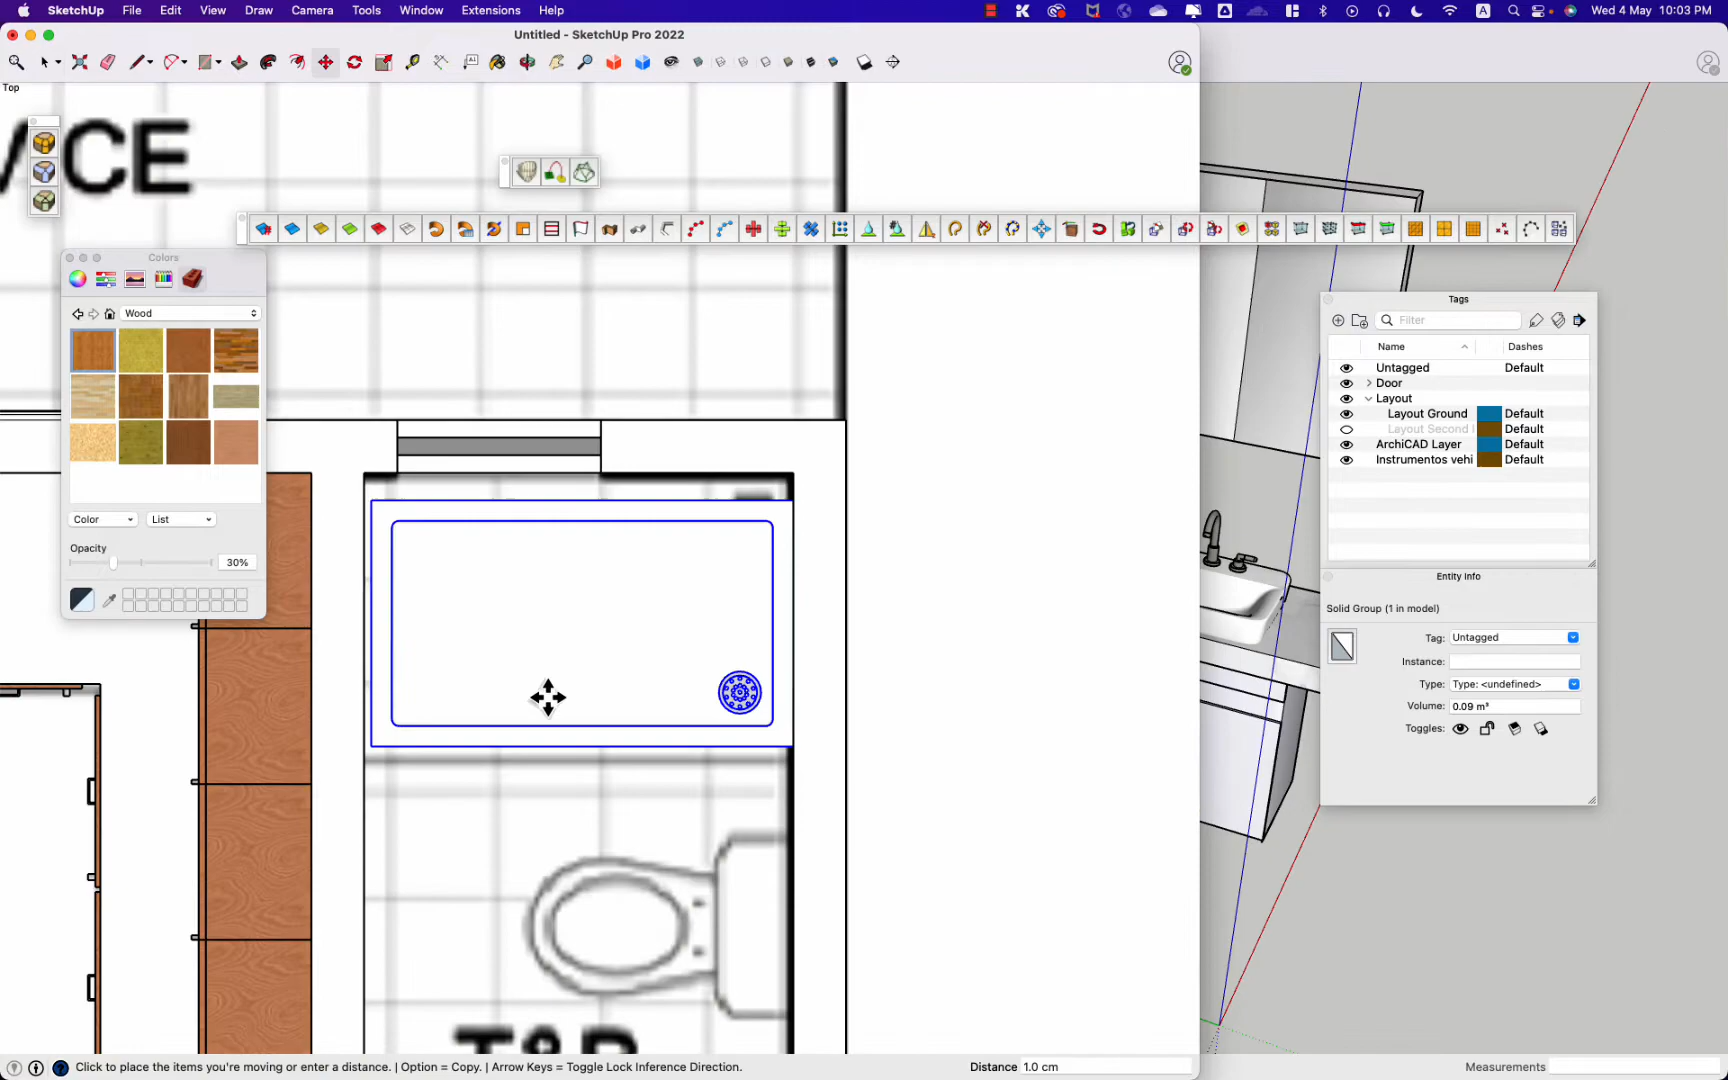 SketchUp File Edit View Draw Camera Tools Window Extensions Help
A
Wed 4 May 10:03 PM
Untitled - SketchUp Pro 2022
Top
CE
Colors
Wood
Color
List
Opacity
30%
Tags
Filter
Name Dashes
Untagged Default
Door
Layout
Layout Ground Default
Layout Second Default
ArchiCAD Layer Default
Instrumentos vehi Default
Entity Info
Solid Group (1 in model)
Tag: Untagged
Instance:
Type: Type: <undefined>
Volume: 0.09 m³
Toggles:
Click to place the items you're moving or enter a distance. | Option = Copy. | Arrow Keys = Toggle Lock Inference Direction.
Distance 1.0 cm
Measurements